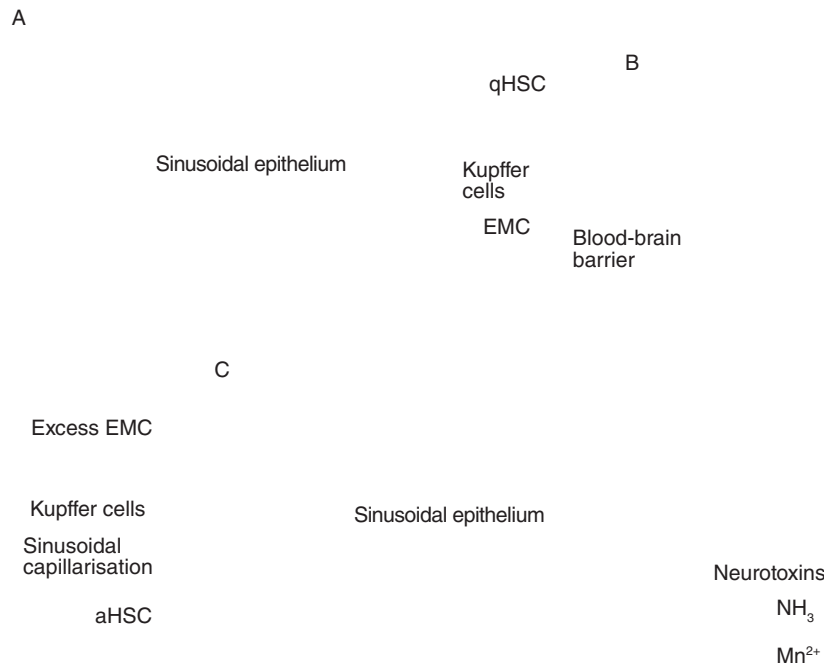 A
B
qHSC
Sinusoidal epithelium
Kupffer
cells
EMC
Blood-brain
barrier
C
Excess EMC
Kupffer cells
Sinusoidal epithelium
Sinusoidal
capillarisation
Neurotoxins
aHSC
NH₃
Mn²⁺